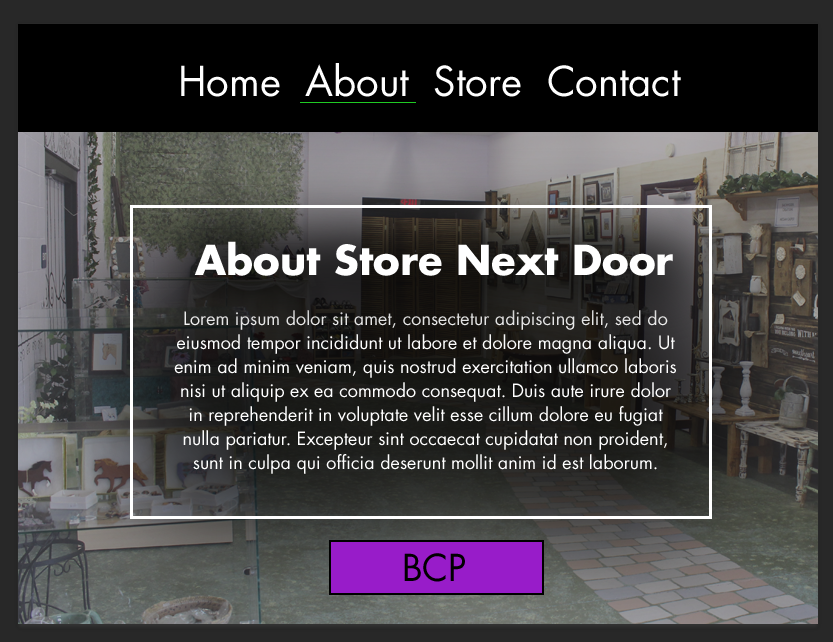 Home About Store Contact
About Store Next Door
Lorem ipsum dolor sit amet, consectetur adipiscing elit, sed do
eiusmod tempor incididunt ut labore et dolore magna aliqua. Ut
enim ad minim veniam, quis nostrud exercitation ullamco laboris
nisi ut aliquip ex ea commodo consequat. Duis aute irure dolor
in reprehenderit in voluptate velit esse cillum dolore eu fugiat
nulla pariatur. Excepteur sint occaecat cupidatat non proident,
sunt in culpa qui officia deserunt mollit anim id est laborum.
BCP